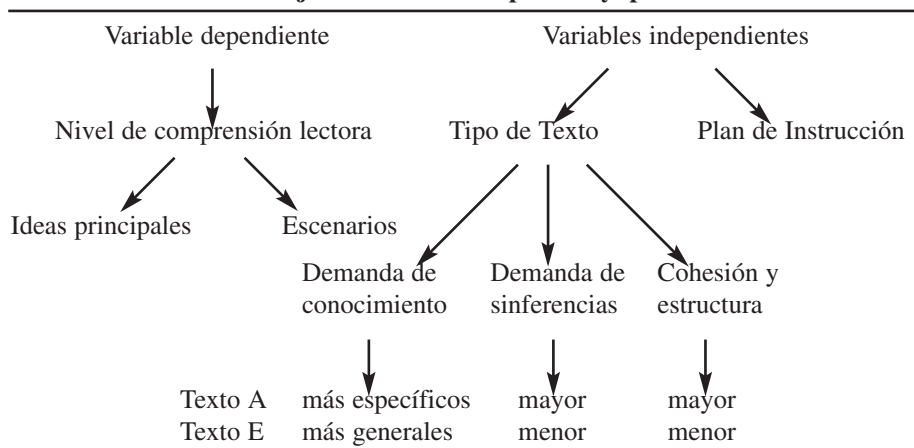 Variable dependiente
Variables independientes
Nivel de comprensión lectora
Tipo de Texto
Plan de Instrucción
Ideas principales
Escenarios
Demanda de
conocimiento
Demanda de
sinferencias
Cohesión y
estructura
Texto A más específicos mayor mayor
Texto E más generales menor menor